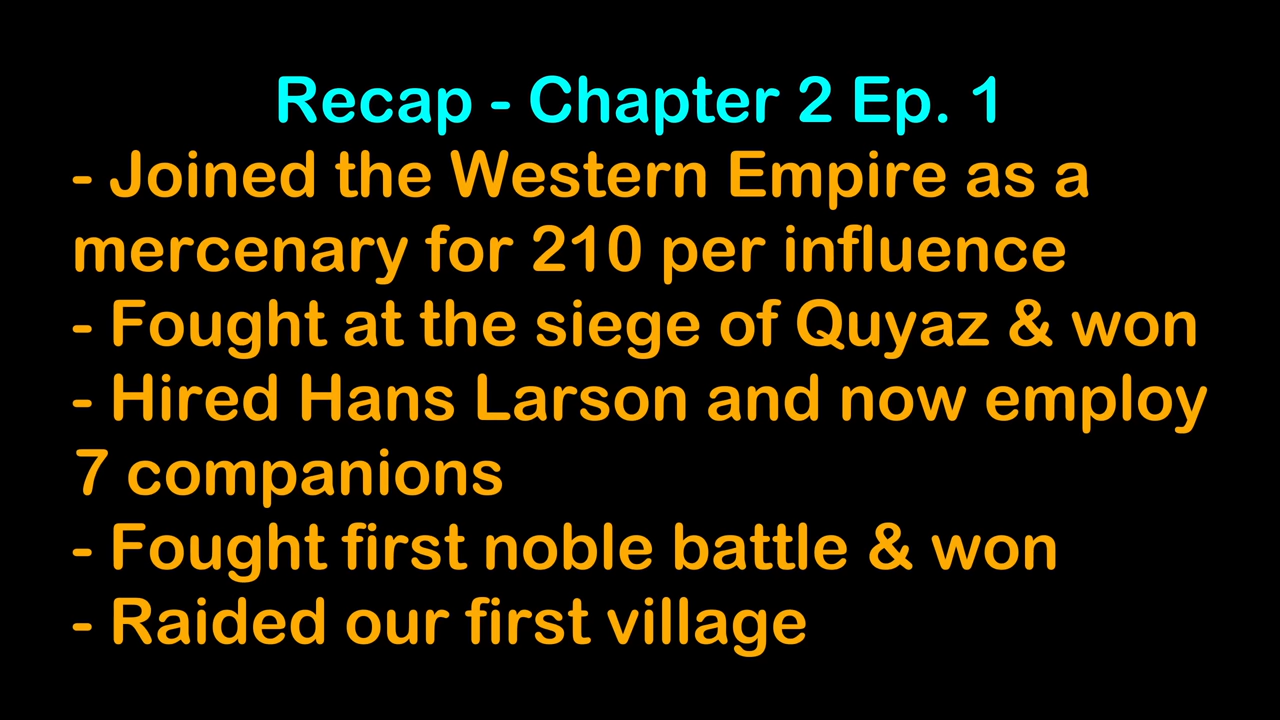 Recap - Chapter 2 Ep. 1
- Joined the Western Empire as a
mercenary for 210 per influence
- Fought at the siege of Quyaz & won
- Hired Hans Larson and now employ
7 companions
- Fought first noble battle & won
- Raided our first village